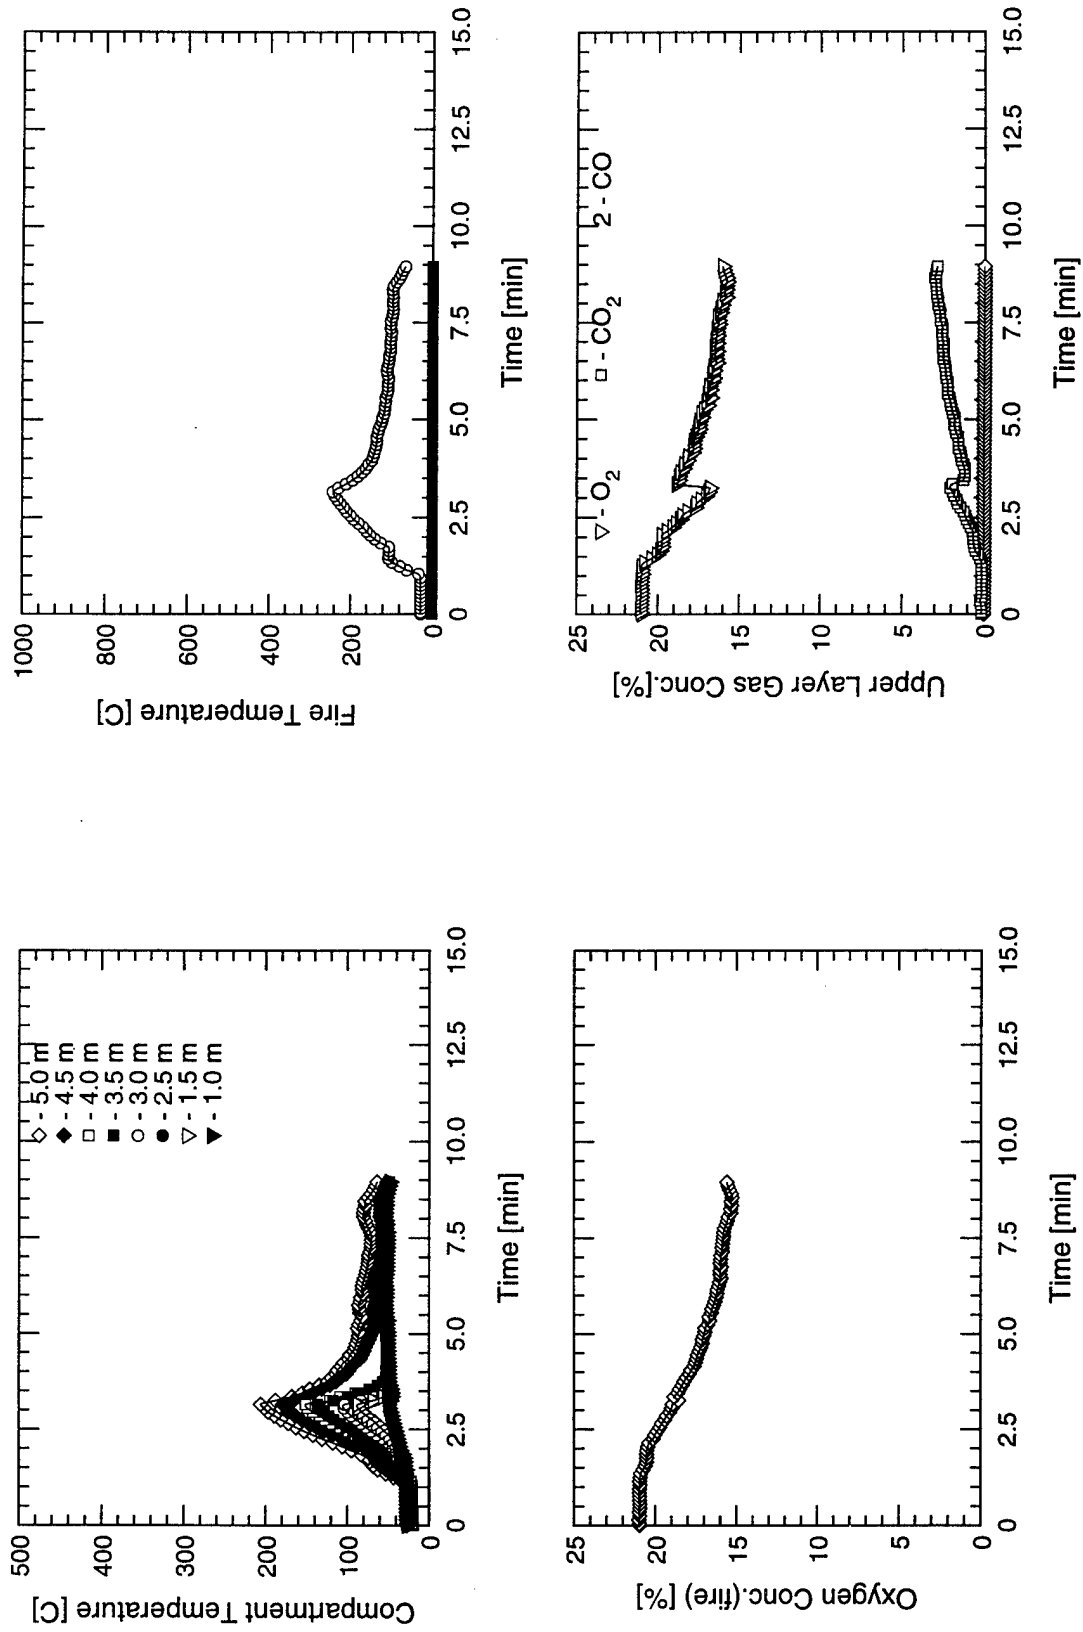 Compartment Temperature [C]
500
400
300
200
100
0
0 2.5 5.0 7.5 10.0 12.5 15.0
Time [min]
- 5.0 m
- 4.5 m
- 4.0 m
- 3.5 m
- 3.0 m
- 2.5 m
- 1.5 m
- 1.0 m
Fire Temperature [C]
1000
800
600
400
200
0
0 2.5 5.0 7.5 10.0 12.5 15.0
Time [min]
Oxygen Conc.(fire) [%]
25
20
15
10
5
0
0 2.5 5.0 7.5 10.0 12.5 15.0
Time [min]
Upper Layer Gas Conc.[%]
25
20
15
10
5
0
0 2.5 5.0 7.5 10.0 12.5 15.0
Time [min]
- O2 - CO2 2 - CO